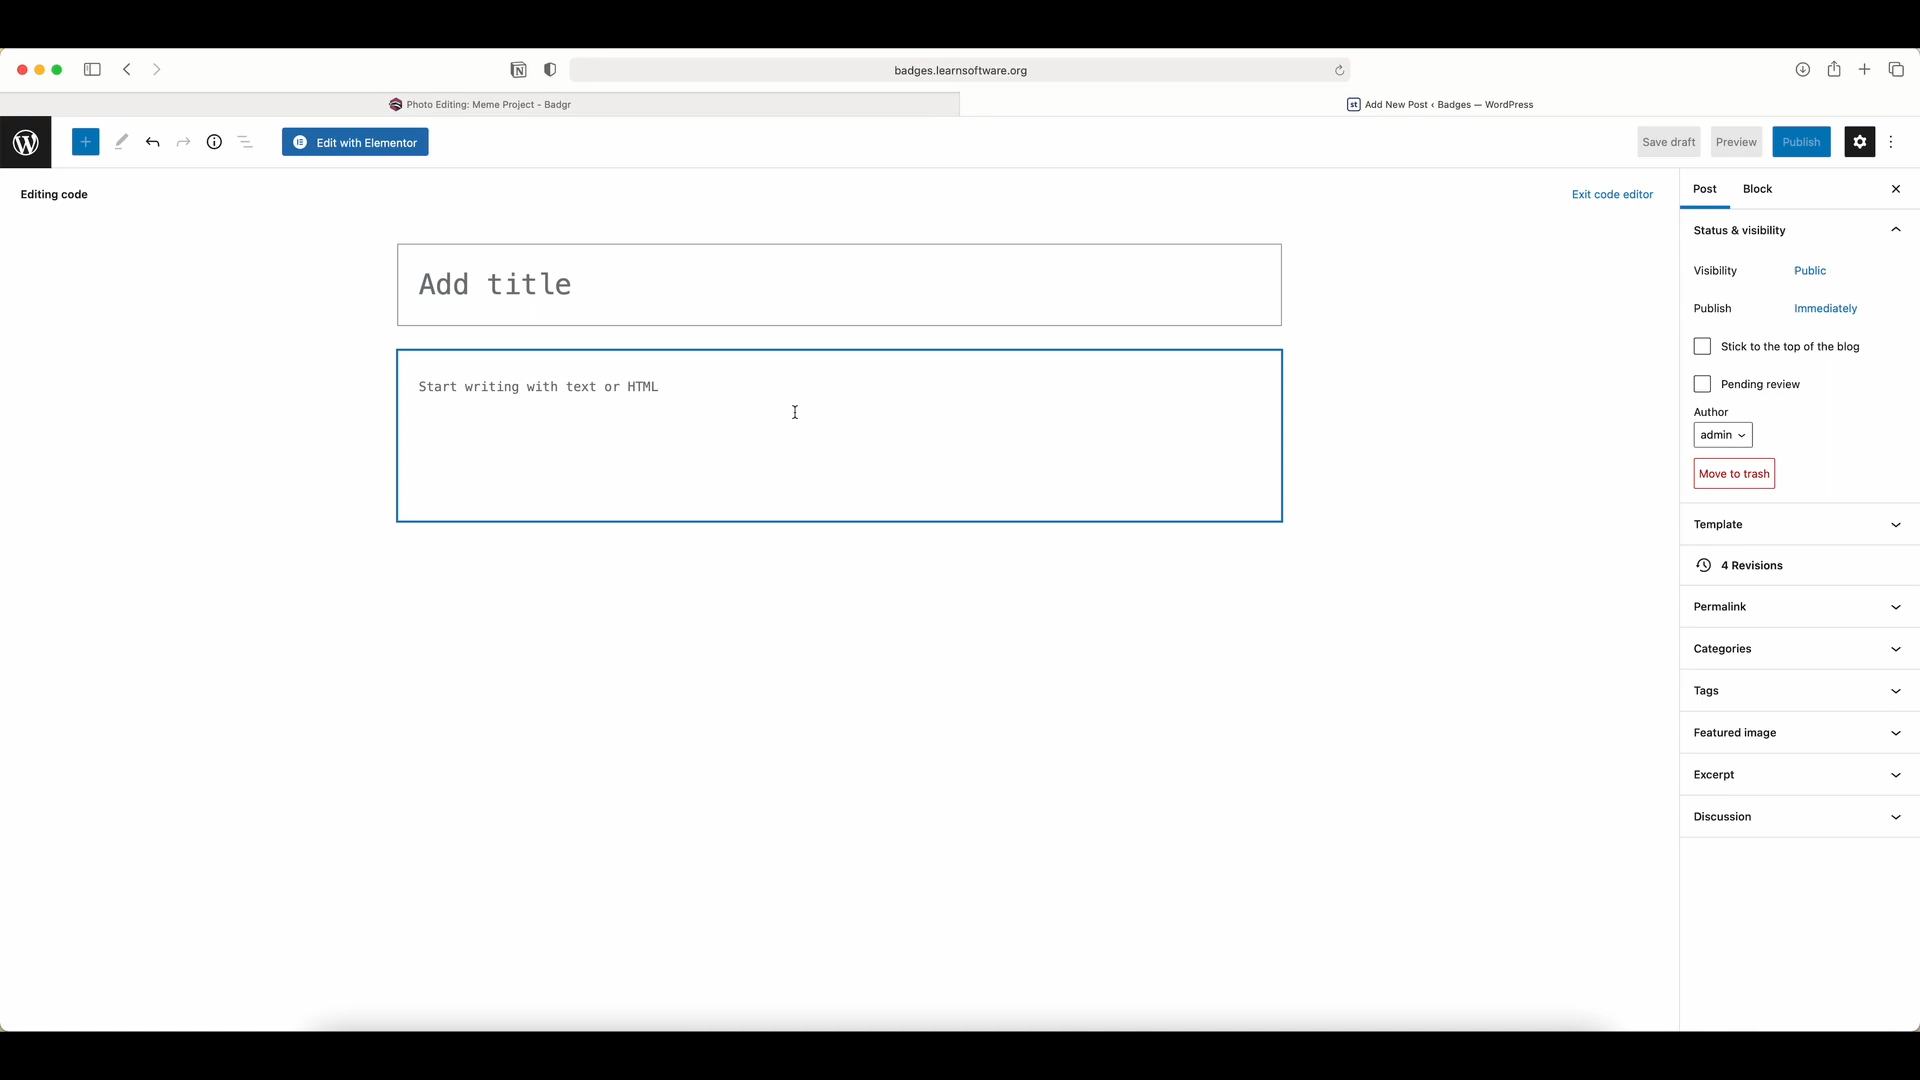 badges.learnsoftware.org
Photo Editing: Meme Project - Badgr
st Add New Post ‹ Badges — WordPress
Edit with Elementor
Save draft
Preview
Publish
Editing code
Exit code editor
Post
Block
Add title
Start writing with text or HTML
Status & visibility
Visibility Public
Publish Immediately
Stick to the top of the blog
Pending review
Author
admin
Move to trash
Template
4 Revisions
Permalink
Categories
Tags
Featured image
Excerpt
Discussion